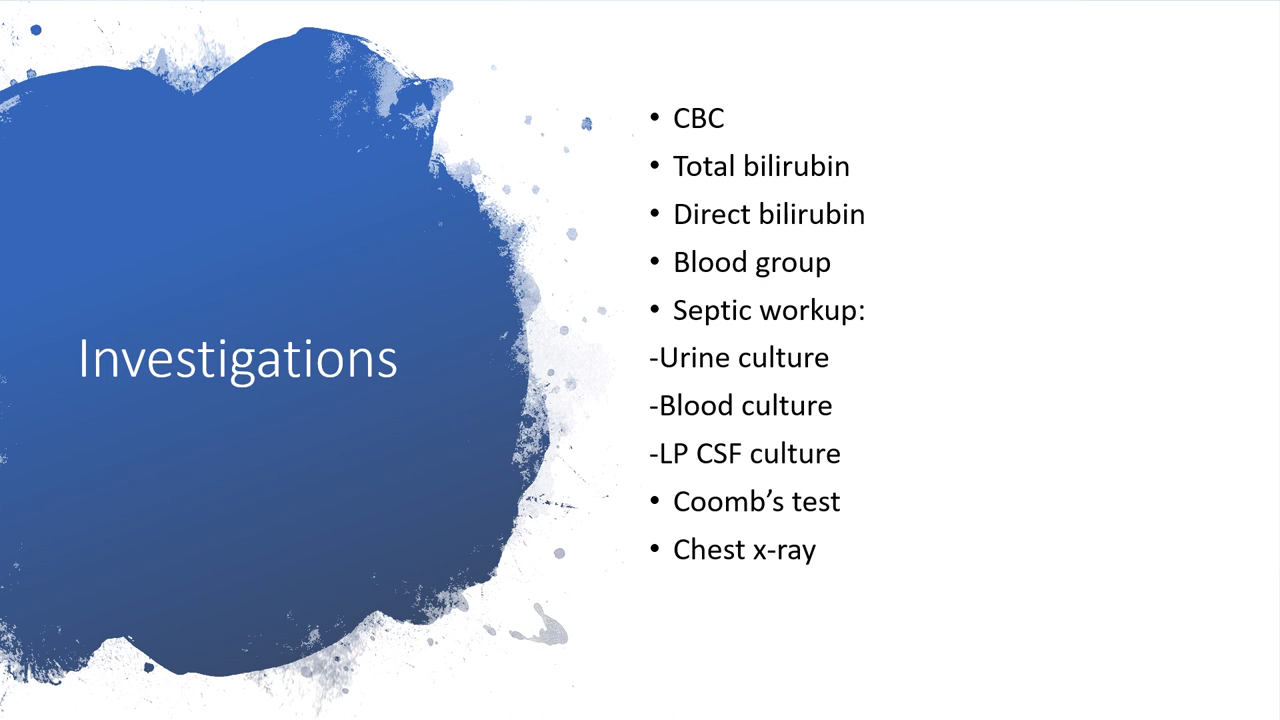 Investigations
• CBC
• Total bilirubin
• Direct bilirubin
• Blood group
• Septic workup:
-Urine culture
-Blood culture
-LP CSF culture
• Coomb’s test
• Chest x-ray